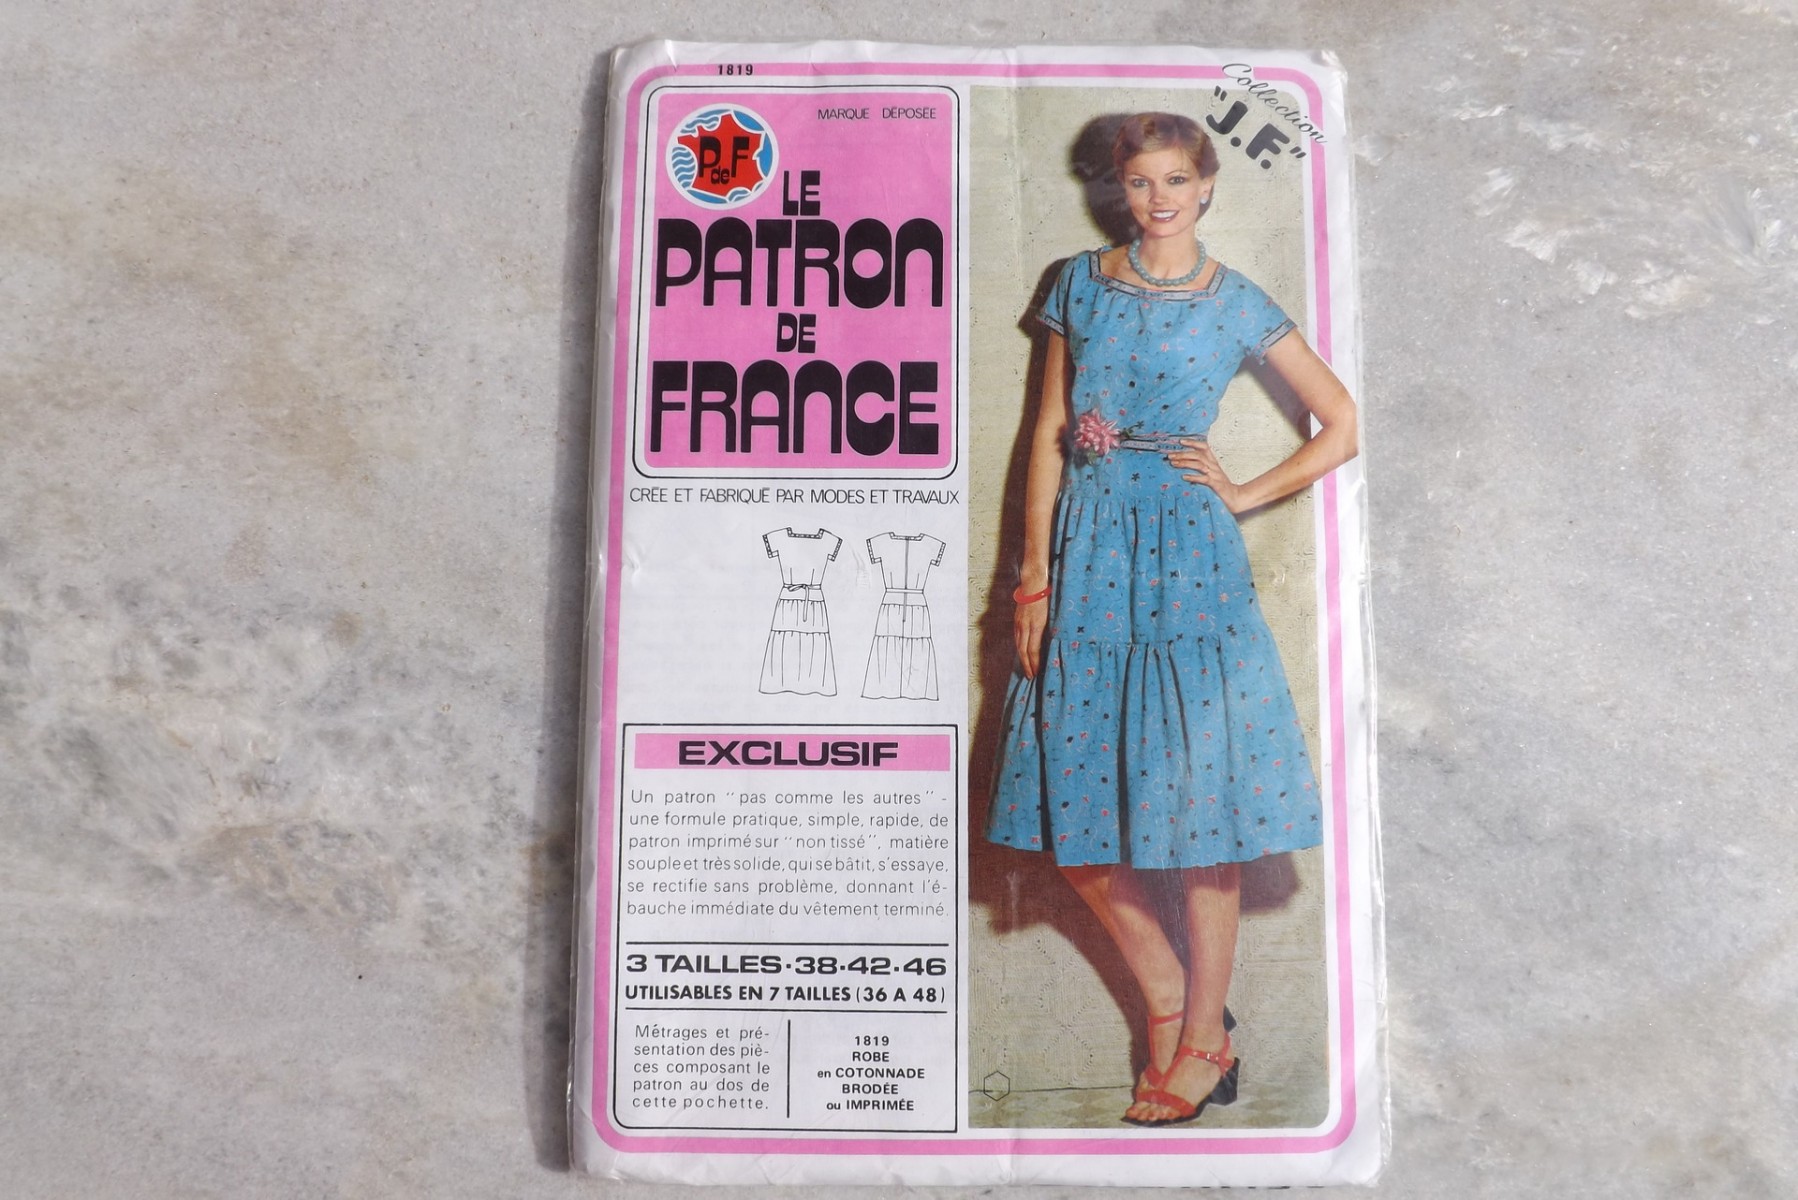 1819
MARQUE DÉPOSÉE
P de F
LE
PATRON
DE
FRANCE
Collection
"J.F."
CRÉE ET FABRIQUÉ PAR MODES ET TRAVAUX
EXCLUSIF
Un patron "pas comme les autres" -
une formule pratique, simple, rapide, de
patron imprimé sur "non tissé", matière
souple et très solide, qui se bâtit, s'essaye,
se rectifie sans problème, donnant l'é-
bauche immédiate du vêtement terminé.
3 TAILLES·38·42·46
UTILISABLES EN 7 TAILLES (36 A 48)
Métrages et pré-
sentation des piè-
ces composant le
patron au dos de
cette pochette.
1819
ROBE
en COTONNADE
BRODÉE
ou IMPRIMÉE